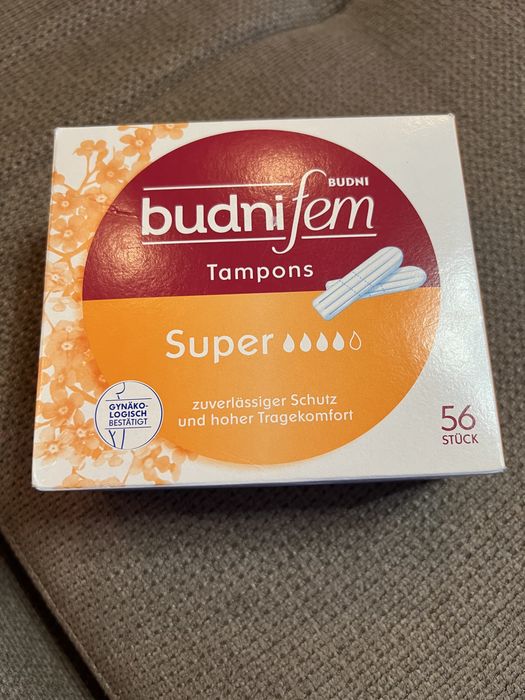 BUDNI
budnifem
Tampons
Super
zuverlässiger Schutz
und hoher Tragekomfort
GYNÄKO-
LOGISCH
BESTÄTIGT
56
STÜCK